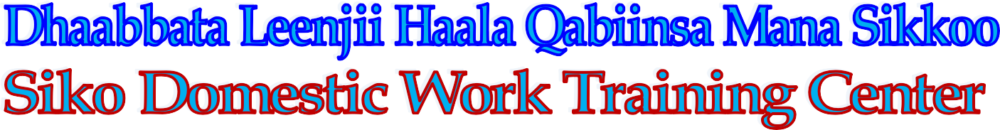 Dhaabbata Leenjii Haala Qabiinsa Mana Sikkoo
Siko Domestic Work Training Center